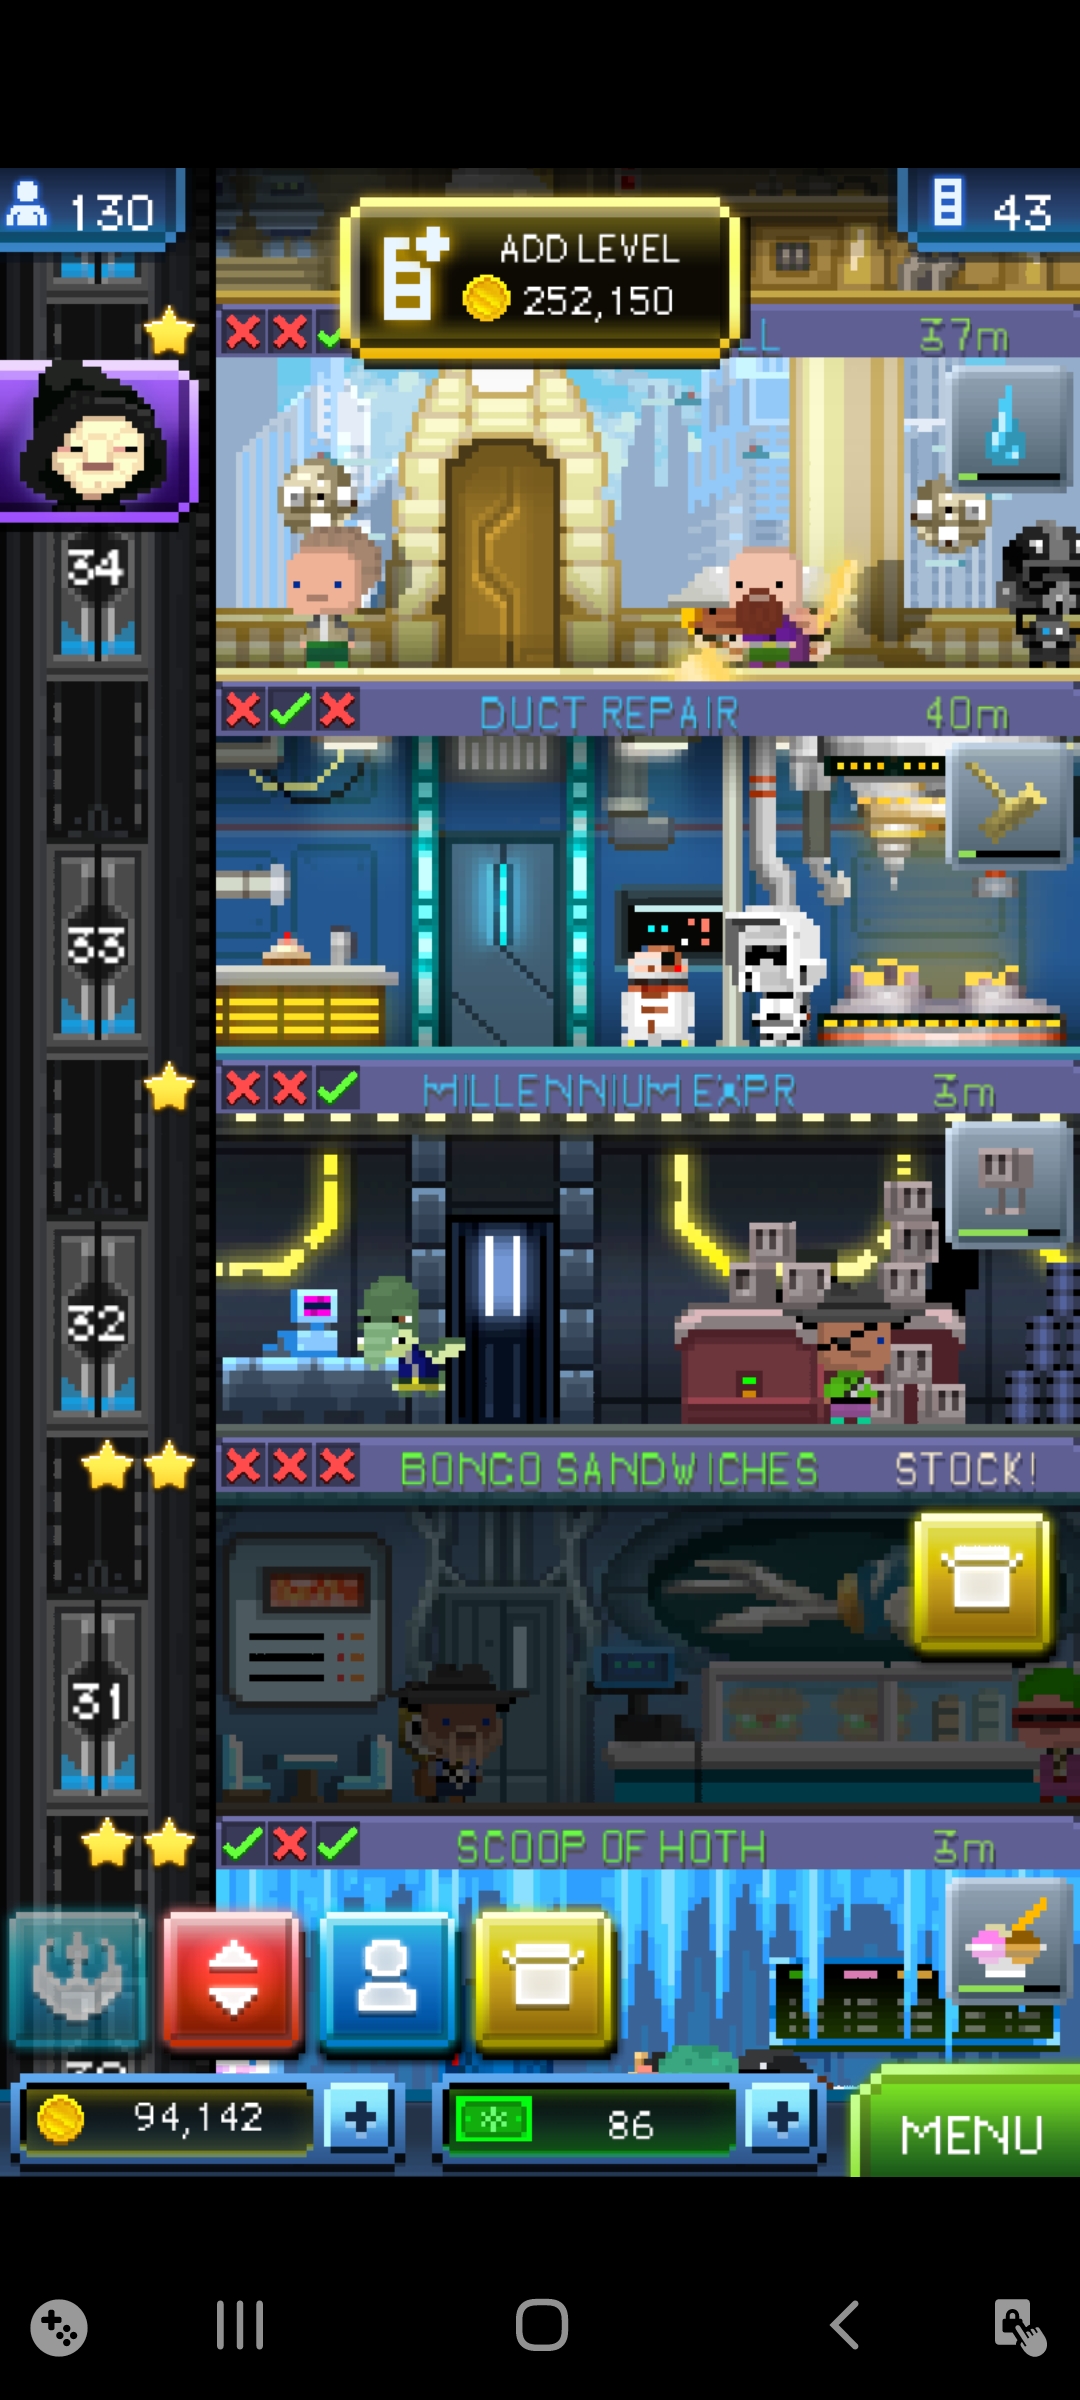 130
ADD LEVEL
252,150
43
LL
37m
34
DUCT REPAIR
40m
33
MILLENNIUM EXPR
3m
32
BONGO SANDWICHES
STOCK!
31
SCOOP OF HOTH
3m
94,142
86
MENU